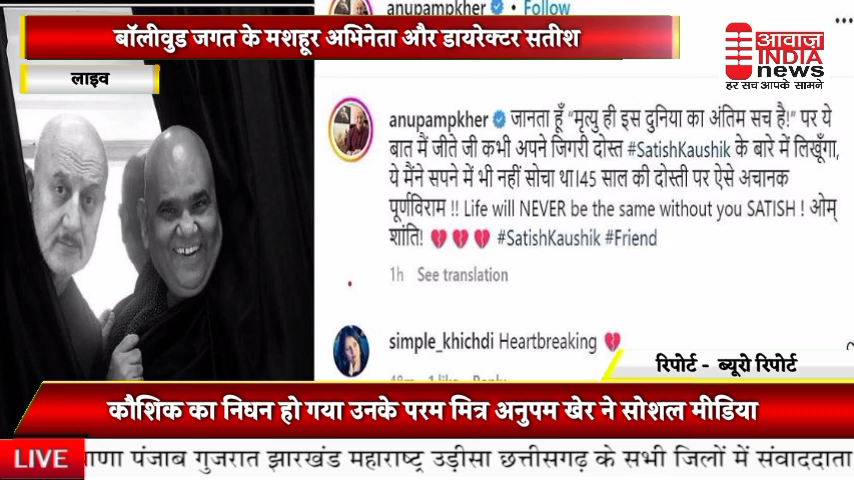 anupampkher • Follow
बॉलीवुड जगत के मशहूर अभिनेता और डायरेक्टर सतीश
आवाज़
INDIA
news
हर सच आपके सामने
लाइव
anupampkher जानता हूँ “मृत्यु ही इस दुनिया का अंतिम सच है!” पर ये
बात मैं जीते जी कभी अपने जिगरी दोस्त #SatishKaushik के बारे में लिखूँगा,
ये मैंने सपने में भी नहीं सोचा था।45 साल की दोस्ती पर ऐसे अचानक
पूर्णविराम !! Life will NEVER be the same without you SATISH ! ओम्
शांति! 💔 💔 💔 #SatishKaushik #Friend
1h See translation
simple_khichdi Heartbreaking 💔
रिपोर्ट - ब्यूरो रिपोर्ट
कौशिक का निधन हो गया उनके परम मित्र अनुपम खेर ने सोशल मीडिया
LIVE
पंजाब गुजरात झारखंड महाराष्ट्र उड़ीसा छत्तीसगढ़ के सभी जिलों में संवाददाता